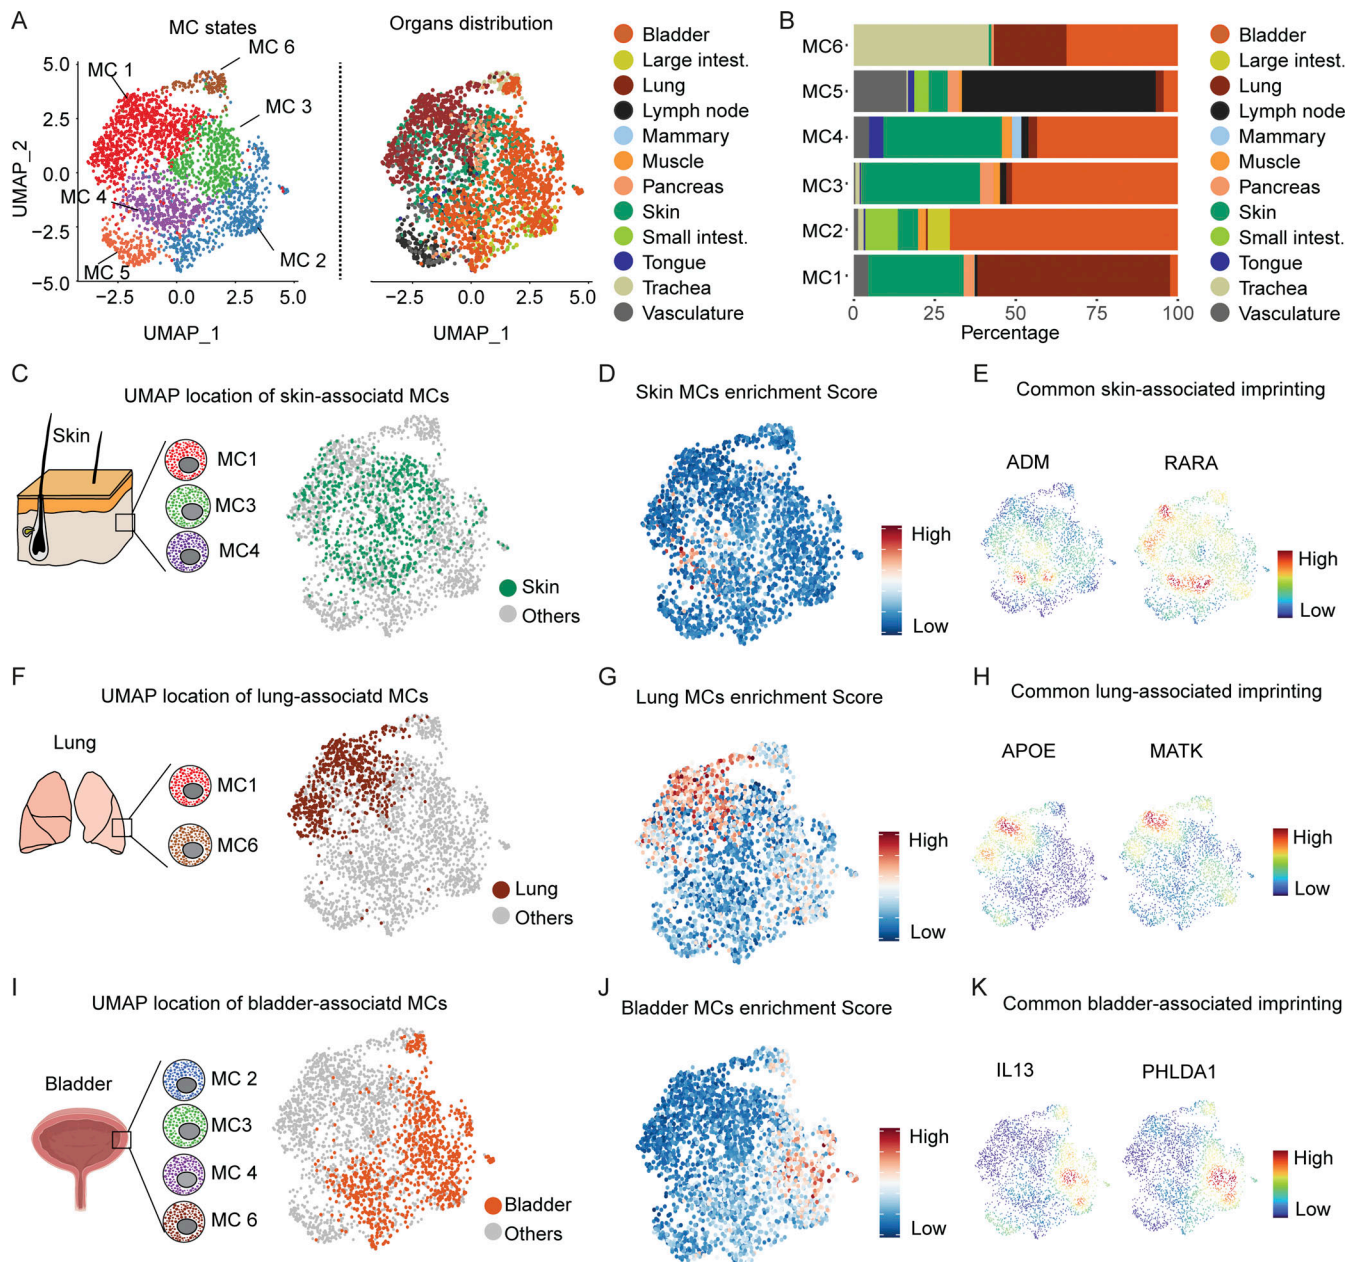 A
MC states
Organs distribution
MC 6
MC 1
MC 3
MC 4
MC 5
MC 2
UMAP_2
5.0
2.5
0.0
−2.5
−5.0
−2.5
0.0
2.5
5.0
UMAP_1
−2.5
0.0
2.5
5.0
UMAP_1
Bladder
Large intest.
Lung
Lymph node
Mammary
Muscle
Pancreas
Skin
Small intest.
Tongue
Trachea
Vasculature
B
MC6
MC5
MC4
MC3
MC2
MC1
0
25
50
75
100
Percentage
Bladder
Large intest.
Lung
Lymph node
Mammary
Muscle
Pancreas
Skin
Small intest.
Tongue
Trachea
Vasculature
C
UMAP location of skin-associatd MCs
Skin
MC1
MC3
MC4
Skin
Others
D
Skin MCs enrichment Score
High
Low
E
Common skin-associated imprinting
ADM
RARA
High
Low
F
UMAP location of lung-associatd MCs
Lung
MC1
MC6
Lung
Others
G
Lung MCs enrichment Score
High
Low
H
Common lung-associated imprinting
APOE
MATK
High
Low
I
UMAP location of bladder-associatd MCs
Bladder
MC 2
MC3
MC 4
MC 6
Bladder
Others
J
Bladder MCs enrichment Score
High
Low
K
Common bladder-associated imprinting
IL13
PHLDA1
High
Low